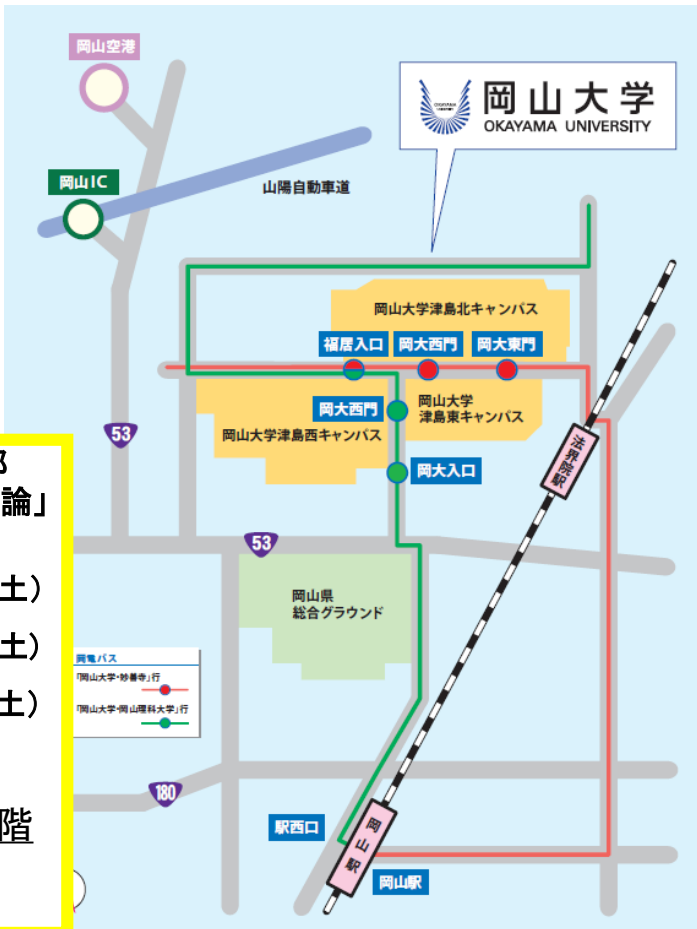 岡山空港
岡山大学
OKAYAMA UNIVERSITY
岡山IC
山陽自動車道
岡山大学津島北キャンパス
福居入口
岡大西門
岡大東門
岡大西門
岡山大学
津島東キャンパス
岡山大学津島西キャンパス
53
岡大入口
法界院駅
論」
53
土)
岡山県
総合グラウンド
土)
岡電バス
「岡山大学・妙善寺」行
土)
「岡山大学・岡山理科大学」行
180
階
駅西口
岡山駅
岡山駅